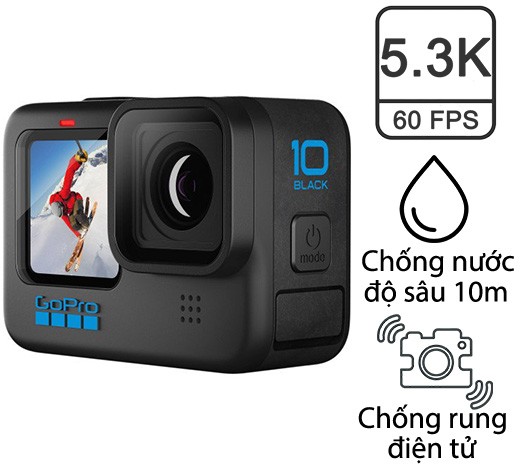 5.3K
60 FPS
10
BLACK
mode
GoPro
Chống nước
độ sâu 10m
Chống rung
điện tử